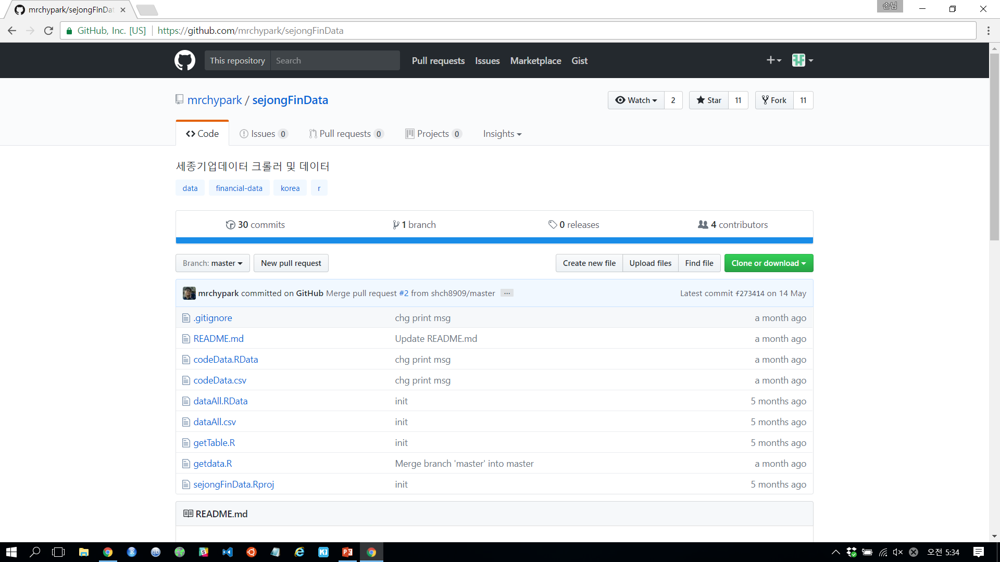 mrchypark/sejongFinDat
손님
GitHub, Inc. [US]
https://github.com/mrchypark/sejongFinData
This repository
Search
Pull requests
Issues
Marketplace
Gist
mrchypark / sejongFinData
Watch 2
Star 11
Fork 11
Code
Issues 0
Pull requests 0
Projects 0
Insights
세종기업데이터 크롤러 및 데이터
data
financial-data
korea
r
30 commits
1 branch
0 releases
4 contributors
Branch: master
New pull request
Create new file
Upload files
Find file
Clone or download
mrchypark committed on GitHub Merge pull request #2 from shch8909/master ...
Latest commit f273414 on 14 May
.gitignore chg print msg a month ago
README.md Update README.md a month ago
codeData.RData chg print msg a month ago
codeData.csv chg print msg a month ago
dataAll.RData init 5 months ago
dataAll.csv init 5 months ago
getTable.R init 5 months ago
getdata.R Merge branch 'master' into master a month ago
sejongFinData.Rproj init 5 months ago
README.md
오전 5:34